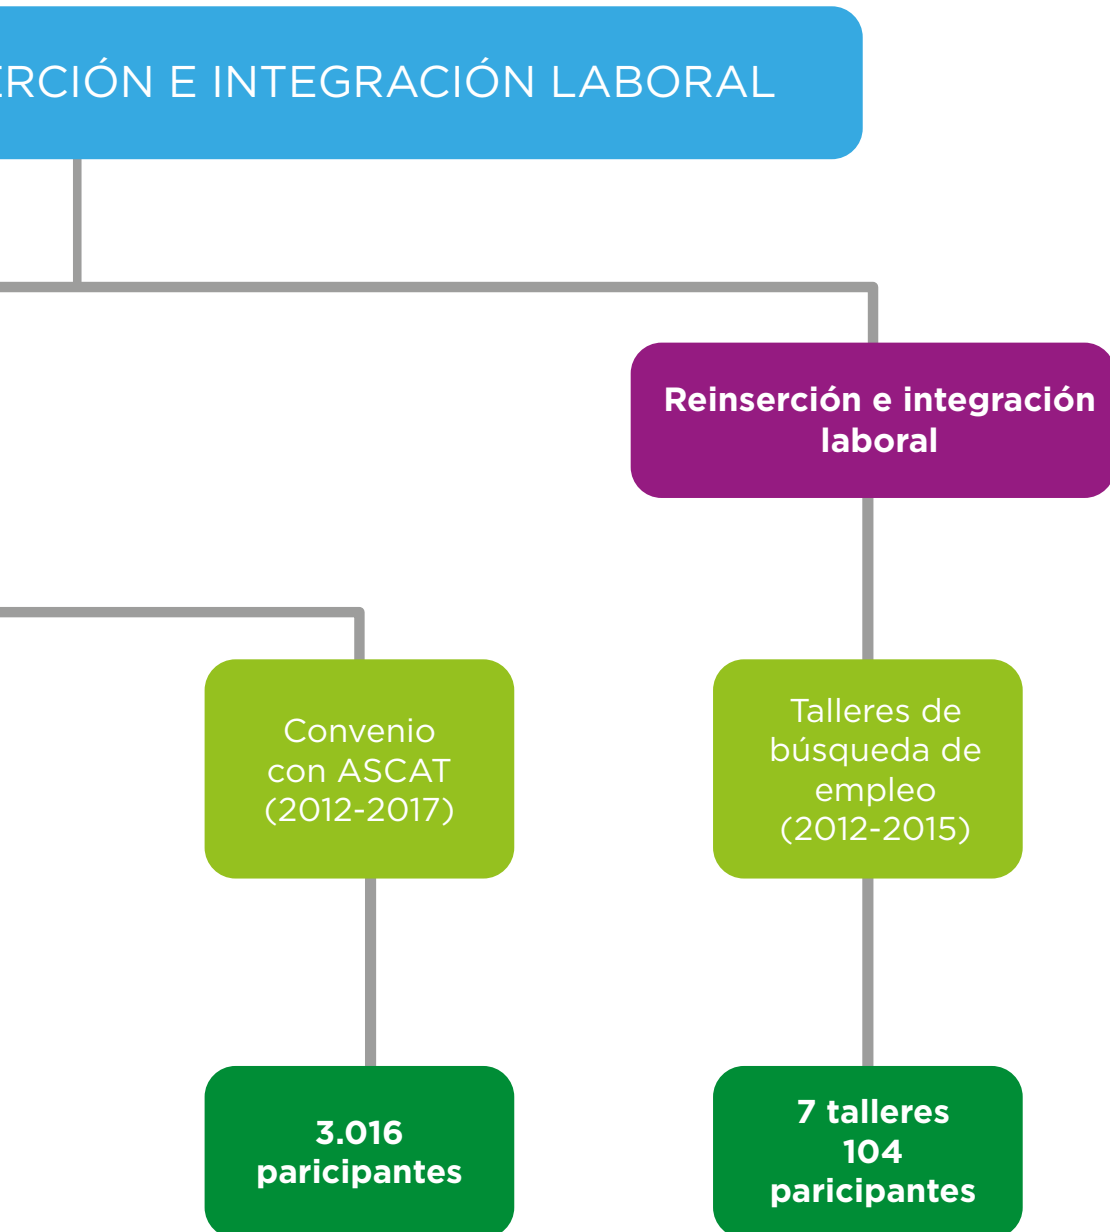 ERCIÓN E INTEGRACIÓN LABORAL
Reinserción e integración
laboral
Convenio
con ASCAT
(2012-2017)
Talleres de
búsqueda de
empleo
(2012-2015)
3.016
paricipantes
7 talleres
104
paricipantes